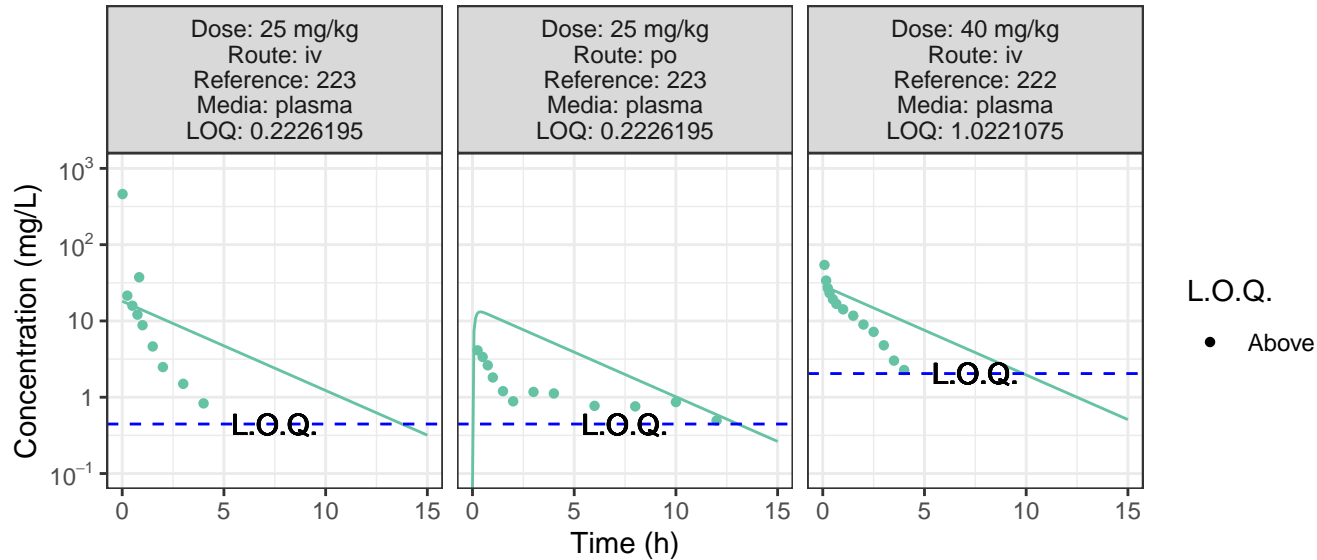 Dose: 25 mg/kg
Route: iv
Reference: 223
Media: plasma
LOQ: 0.2226195
Dose: 25 mg/kg
Route: po
Reference: 223
Media: plasma
LOQ: 0.2226195
Dose: 40 mg/kg
Route: iv
Reference: 222
Media: plasma
LOQ: 1.0221075
Concentration (mg/L)
10³
10²
10
1
10⁻¹
L.O.Q.
L.O.Q.
L.O.Q.
0 5 10 15
0 5 10 15
0 5 10 15
Time (h)
L.O.Q.
Above